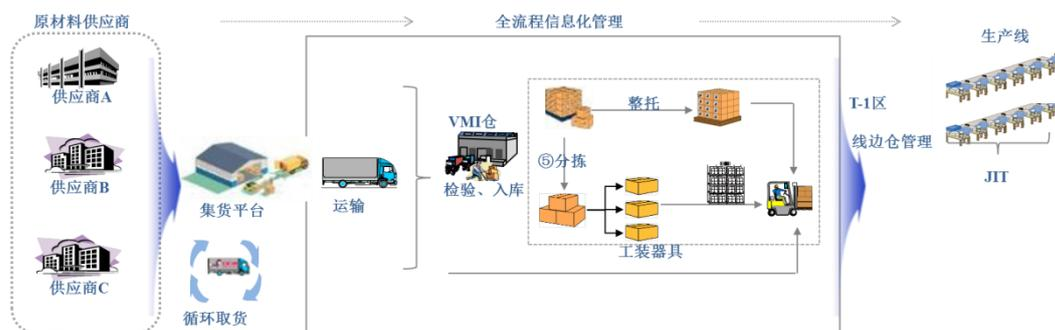 原材料供应商
全流程信息化管理
生产线
供应商A
供应商B
供应商C
集货平台
循环取货
运输
VMI仓
检验、入库
整托
⑤分拣
工装器具
T-1区
线边仓管理
JIT